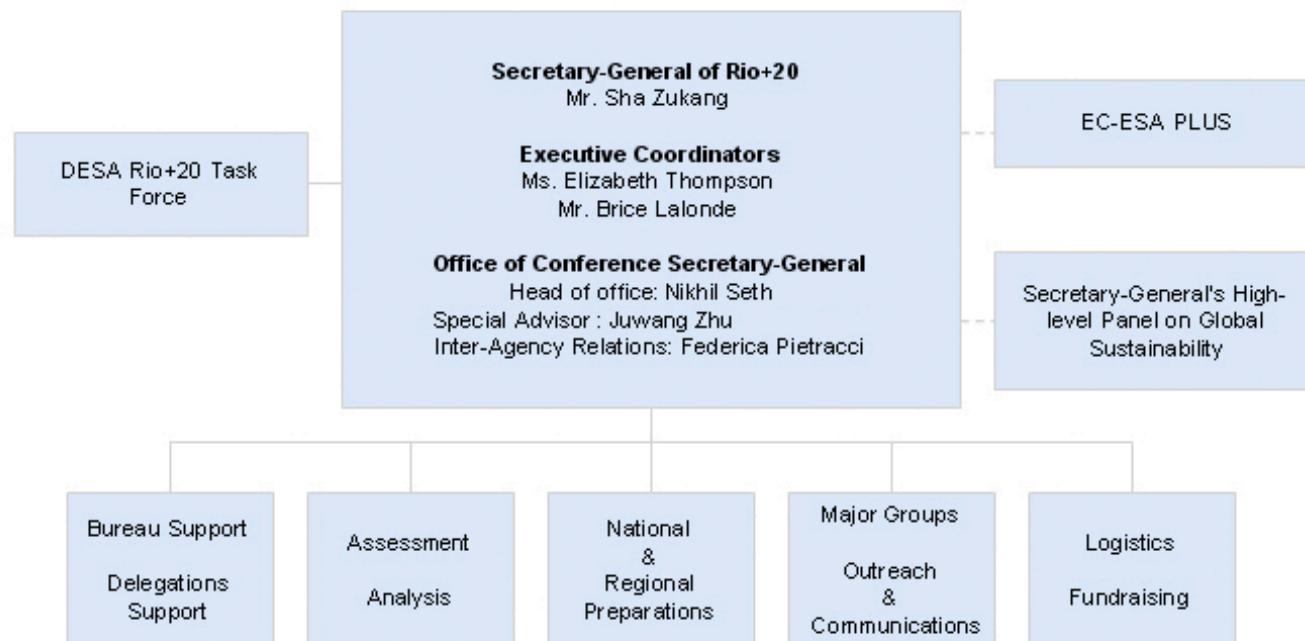 Secretary-General of Rio+20
Mr. Sha Zukang
Executive Coordinators
Ms. Elizabeth Thompson
Mr. Brice Lalonde
Office of Conference Secretary-General
Head of office: Nikhil Seth
Special Advisor : Juwang Zhu
Inter-Agency Relations: Federica Pietracci
DESA Rio+20 Task
Force
EC-ESA PLUS
Secretary-General's High-
level Panel on Global
Sustainability
Bureau Support
Delegations
Support
Assessment
Analysis
National
&
Regional
Preparations
Major Groups
Outreach
&
Communications
Logistics
Fundraising